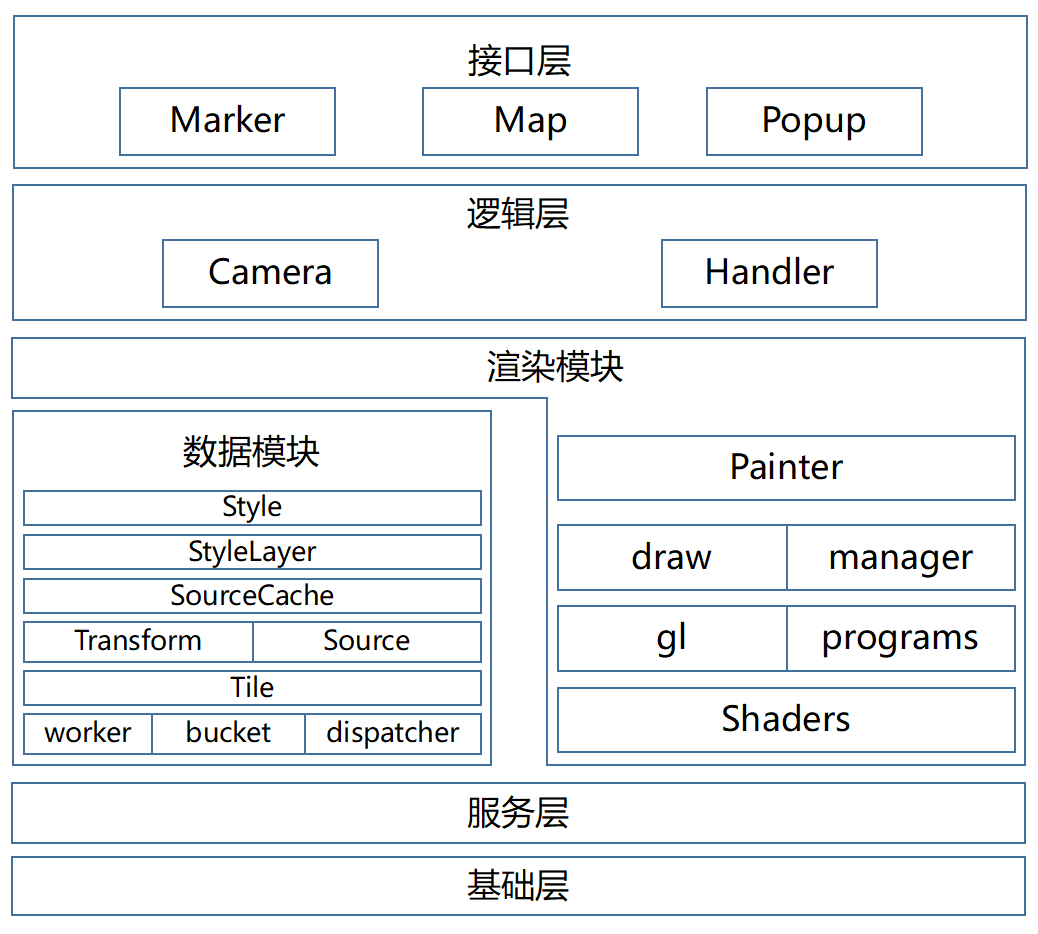 接口层
Marker
Map
Popup
逻辑层
Camera
Handler
渲染模块
数据模块
Style
StyleLayer
SourceCache
Transform
Source
Tile
worker
bucket
dispatcher
Painter
draw
manager
gl
programs
Shaders
服务层
基础层